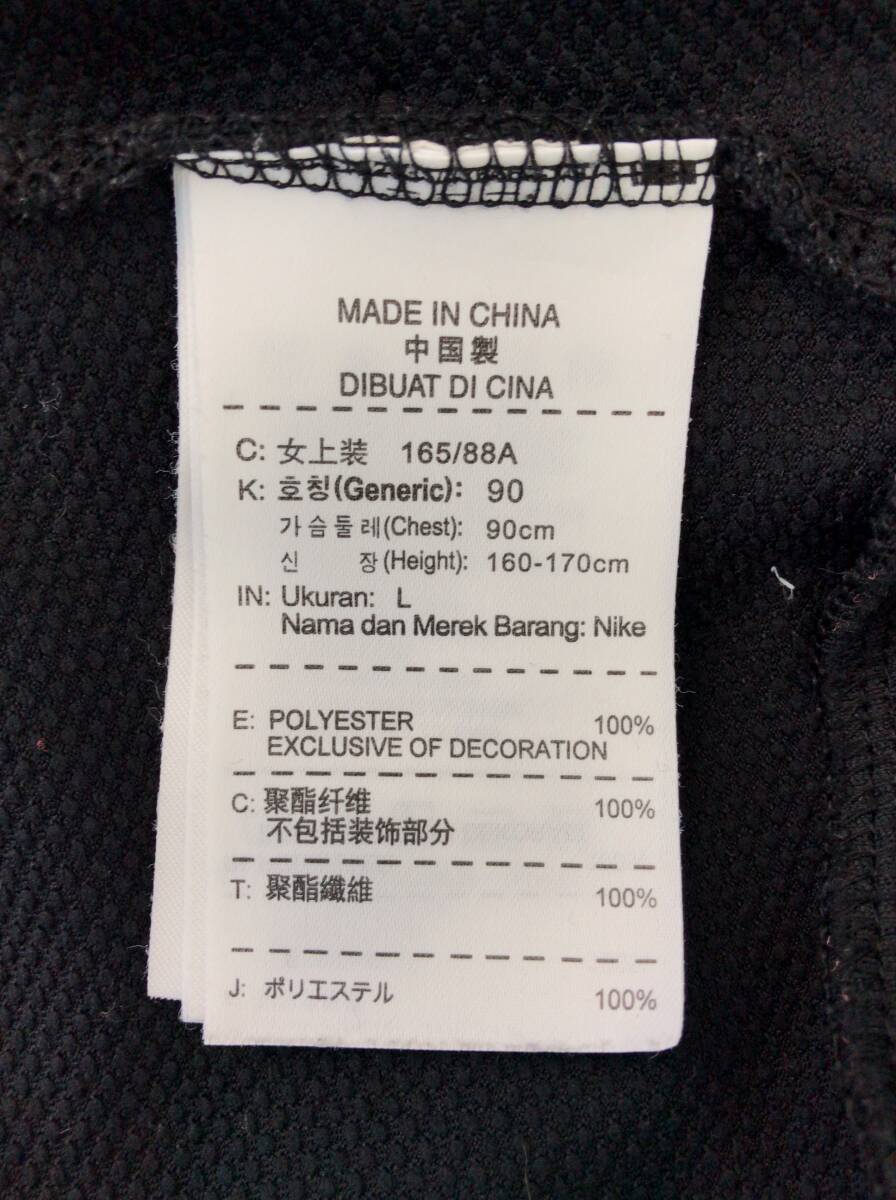 MADE IN CHINA
中国製
DIBUAT DI CINA
C: 女上装 165/88A
K: 호칭(Generic): 90
가슴둘레(Chest): 90cm
신 장(Height): 160-170cm
IN: Ukuran: L
Nama dan Merek Barang: Nike
E: POLYESTER 100%
EXCLUSIVE OF DECORATION
C: 聚酯纤维 100%
不包括装饰部分
T: 聚酯纖維 100%
J: ポリエステル 100%